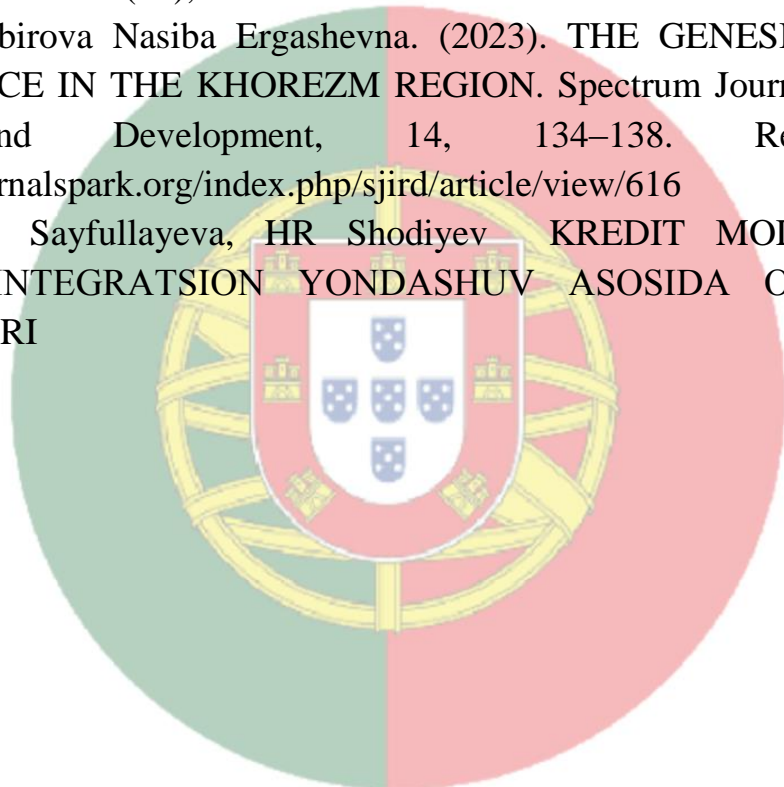 birova Nasiba Ergashevna. (2023). THE GENES
CE IN THE KHOREZM REGION. Spectrum Journ
nd Development, 14, 134–138. Re
rnalspark.org/index.php/sjird/article/view/616
Sayfullayeva, HR Shodiyev KREDIT MO
INTEGRATSION YONDASHUV ASOSIDA
RI